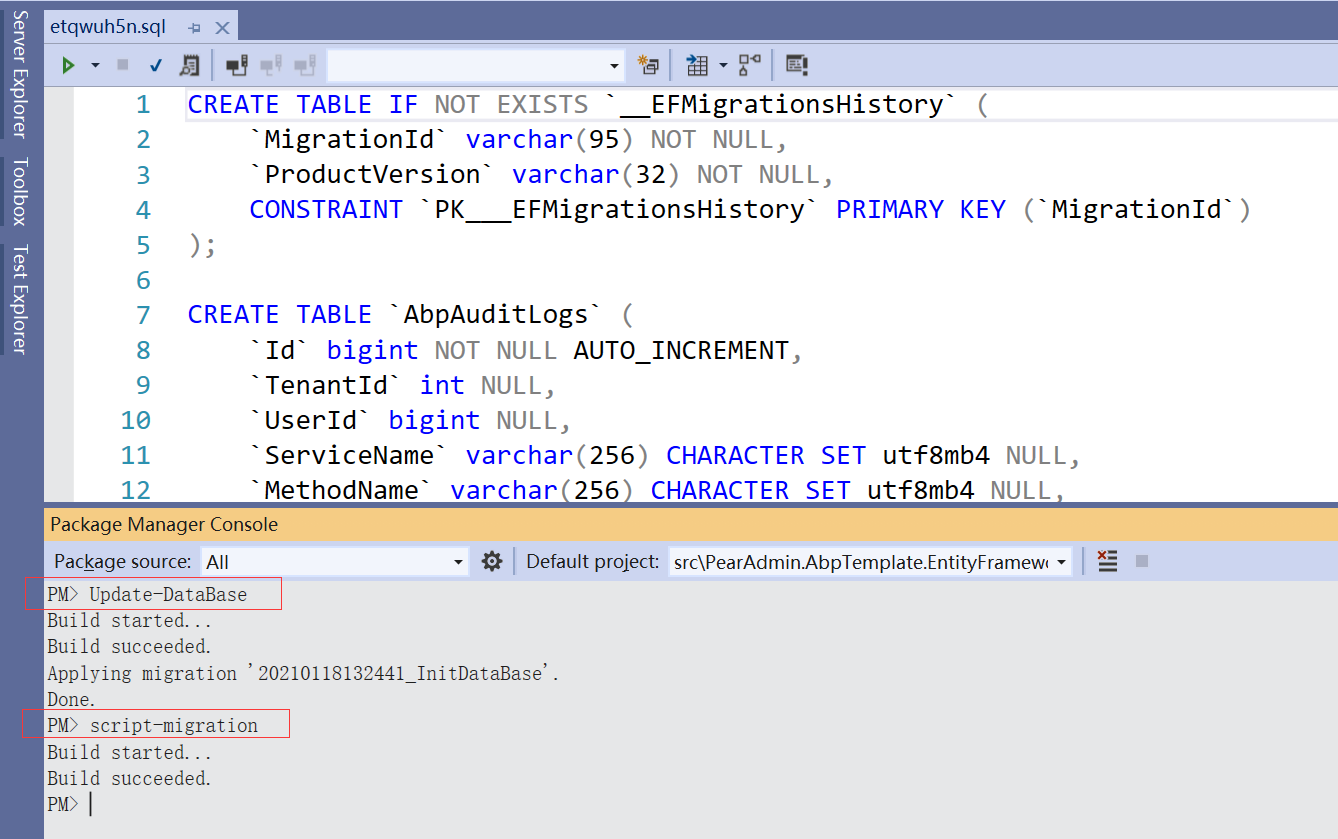 Server Explorer
Toolbox
Test Explorer
etqwuh5n.sql
1 CREATE TABLE IF NOT EXISTS `__EFMigrationsHistory` (
2 `MigrationId` varchar(95) NOT NULL,
3 `ProductVersion` varchar(32) NOT NULL,
4 CONSTRAINT `PK___EFMigrationsHistory` PRIMARY KEY (`MigrationId`)
5 );
6
7 CREATE TABLE `AbpAuditLogs` (
8 `Id` bigint NOT NULL AUTO_INCREMENT,
9 `TenantId` int NULL,
10 `UserId` bigint NULL,
11 `ServiceName` varchar(256) CHARACTER SET utf8mb4 NULL,
12 `MethodName` varchar(256) CHARACTER SET utf8mb4 NULL,
Package Manager Console
Package source: All Default project: src\PearAdmin.AbpTemplate.EntityFramew
PM> Update-DataBase
Build started...
Build succeeded.
Applying migration '20210118132441_InitDataBase'.
Done.
PM> script-migration
Build started...
Build succeeded.
PM>